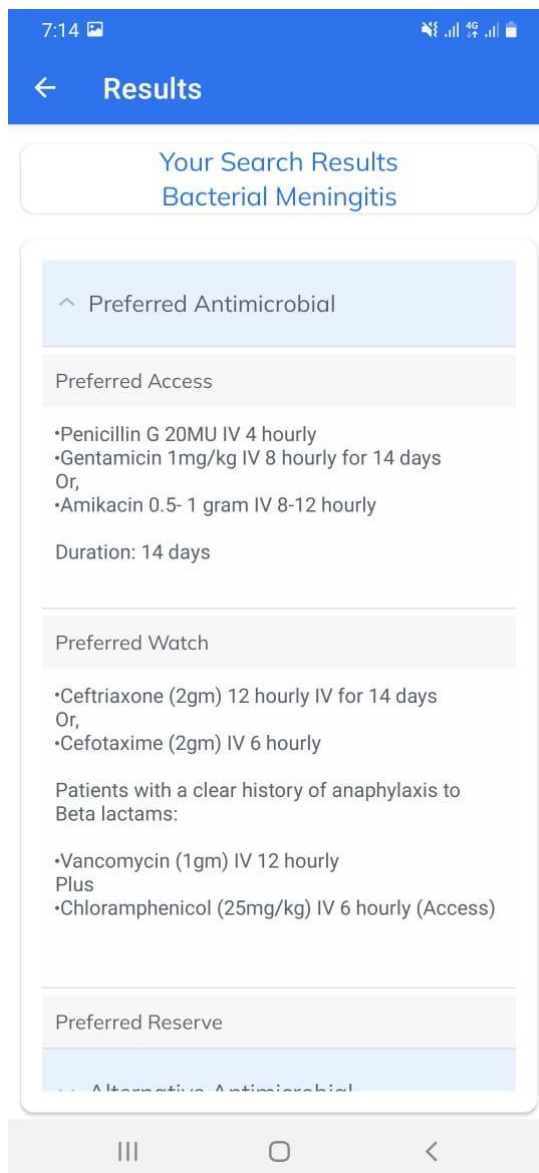 7:14
4G
Results
Your Search Results
Bacterial Meningitis
Preferred Antimicrobial
Preferred Access
•Penicillin G 20MU IV 4 hourly
•Gentamicin 1mg/kg IV 8 hourly for 14 days
Or,
•Amikacin 0.5- 1 gram IV 8-12 hourly
Duration: 14 days
Preferred Watch
•Ceftriaxone (2gm) 12 hourly IV for 14 days
Or,
•Cefotaxime (2gm) IV 6 hourly
Patients with a clear history of anaphylaxis to
Beta lactams:
•Vancomycin (1gm) IV 12 hourly
Plus
•Chloramphenicol (25mg/kg) IV 6 hourly (Access)
Preferred Reserve
Alternative Antimicrobial